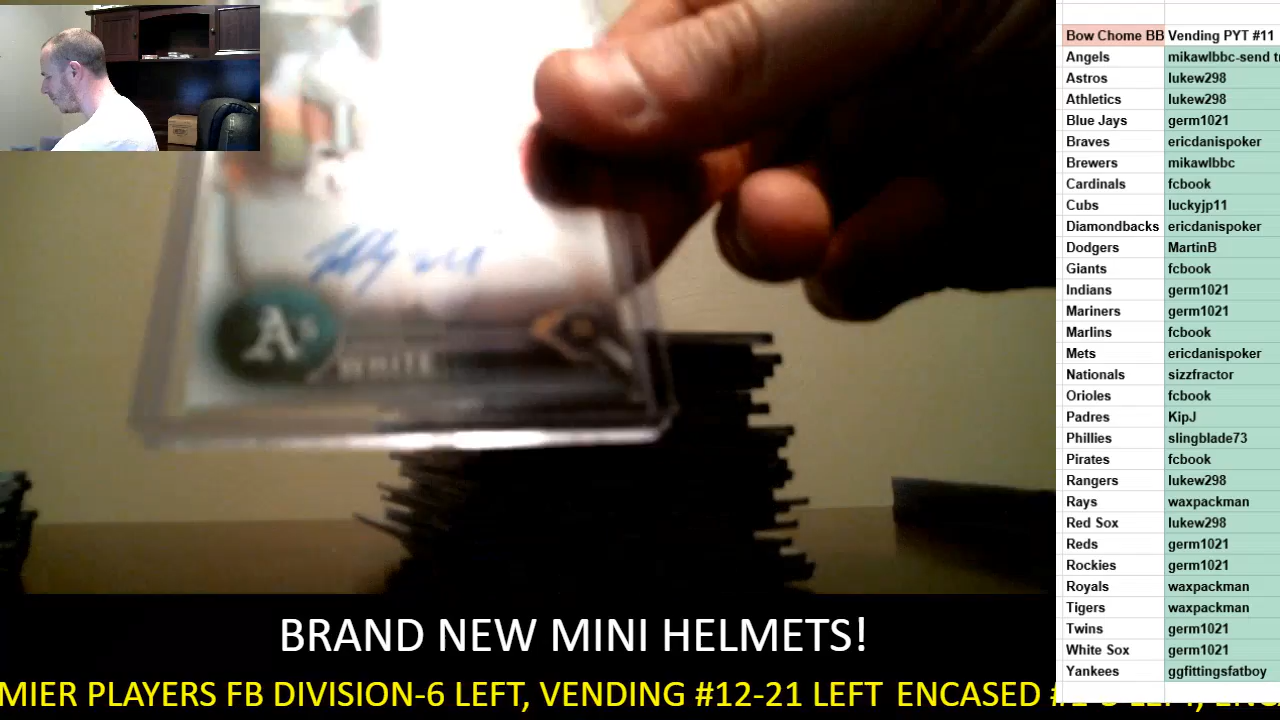 A's
WHITE
BRAND NEW MINI HELMETS!
MIER PLAYERS FB DIVISION-6 LEFT, VENDING #12-21 LEFT ENCASED
Bow Chome BB Vending PYT #11
Angels mikawlbbc-send
Astros lukew298
Athletics lukew298
Blue Jays germ1021
Braves ericdanispoker
Brewers mikawlbbc
Cardinals fcbook
Cubs luckyjp11
Diamondbacks ericdanispoker
Dodgers MartinB
Giants fcbook
Indians germ1021
Mariners germ1021
Marlins fcbook
Mets ericdanispoker
Nationals sizzfractor
Orioles fcbook
Padres KipJ
Phillies slingblade73
Pirates fcbook
Rangers lukew298
Rays waxpackman
Red Sox lukew298
Reds germ1021
Rockies germ1021
Royals waxpackman
Tigers waxpackman
Twins germ1021
White Sox germ1021
Yankees ggfittingsfatboy